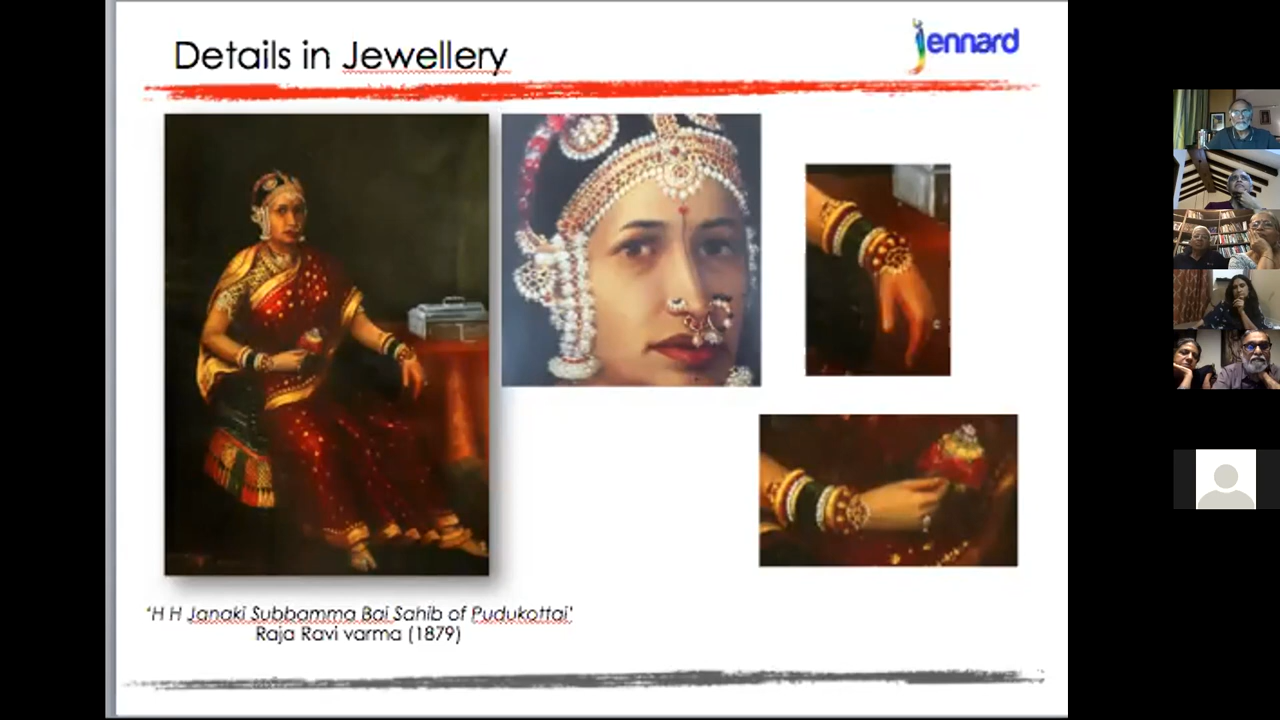 Details in Jewellery
jennard
'H H Janaki Subbamma Bai Sahib of Pudukottai'
Raja Ravi varma (1879)